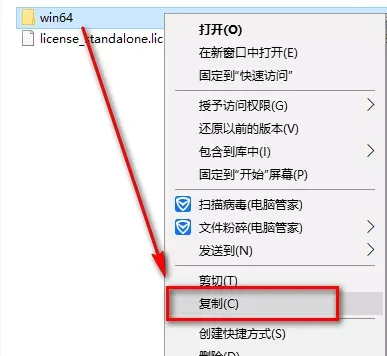 win64
license_standalone.lic
打开(O)
在新窗口中打开(E)
固定到"快速访问"
授予访问权限(G)
还原以前的版本(V)
包含到库中(I)
固定到"开始"屏幕(P)
扫描病毒(电脑管家)
文件粉碎(电脑管家)
发送到(N)
剪切(T)
复制(C)
创建快捷方式(S)
删除(D)